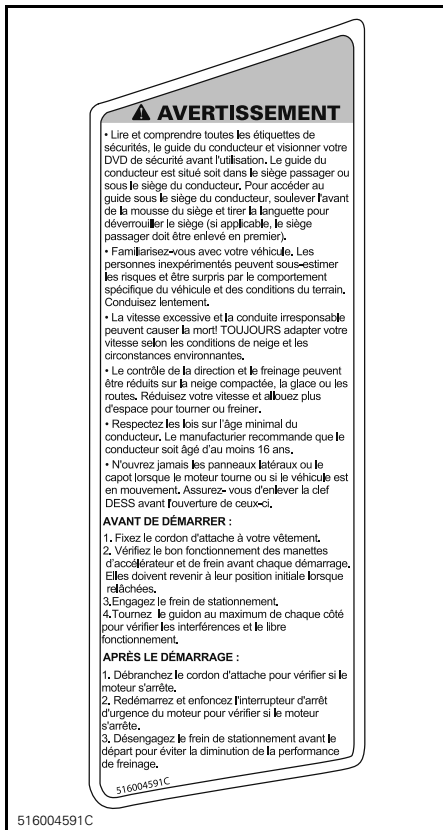 AVERTISSEMENT
• Lire et comprendre toutes les étiquettes de
sécurités, le guide du conducteur et visionner votre
DVD de sécurité avant l'utilisation. Le guide du
conducteur est situé soit dans le siège passager ou
sous le siège du conducteur. Pour accéder au
guide sous le siège du conducteur, soulever l'avant
de la mousse du siège et tirer la languette pour
déverrouiller le siège (si applicable, le siège
passager doit être enlevé en premier).
• Familiarisez-vous avec votre véhicule. Les
personnes inexpérimentés peuvent sous-estimer
les risques et être surpris par le comportement
spécifique du véhicule et des conditions du terrain.
Conduisez lentement.
• La vitesse excessive et la conduite irresponsable
peuvent causer la mort! TOUJOURS adapter votre
vitesse selon les conditions de neige et les
circonstances environnantes.
• Le contrôle de la direction et le freinage peuvent
être réduits sur la neige compactée, la glace ou les
routes. Réduisez votre vitesse et allouez plus
d'espace pour tourner ou freiner.
• Respectez les lois sur l'âge minimal du
conducteur. Le manufacturier recommande que le
conducteur soit âgé d'au moins 16 ans.
• N'ouvrez jamais les panneaux latéraux ou le
capot lorsque le moteur tourne ou si le véhicule est
en mouvement. Assurez- vous d'enlever la clef
DESS avant l'ouverture de ceux-ci.
AVANT DE DÉMARRER :
1. Fixez le cordon d'attache à votre vêtement.
2. Vérifiez le bon fonctionnement des manettes
d'accélérateur et de frein avant chaque démarrage.
Elles doivent revenir à leur position initiale lorsque
relâchées.
3.Engagez le frein de stationnement.
4.Tournez le guidon au maximum de chaque côté
pour vérifier les interférences et le libre
fonctionnement.
APRÈS LE DÉMARRAGE :
1. Débranchez le cordon d'attache pour vérifier si le
moteur s'arrête.
2. Redémarrez et enfoncez l'interrupteur d'arrêt
d'urgence du moteur pour vérifier si le moteur
s'arrête.
3. Désengagez le frein de stationnement avant le
départ pour éviter la diminution de la performance
de freinage.
516004591C
516004591C